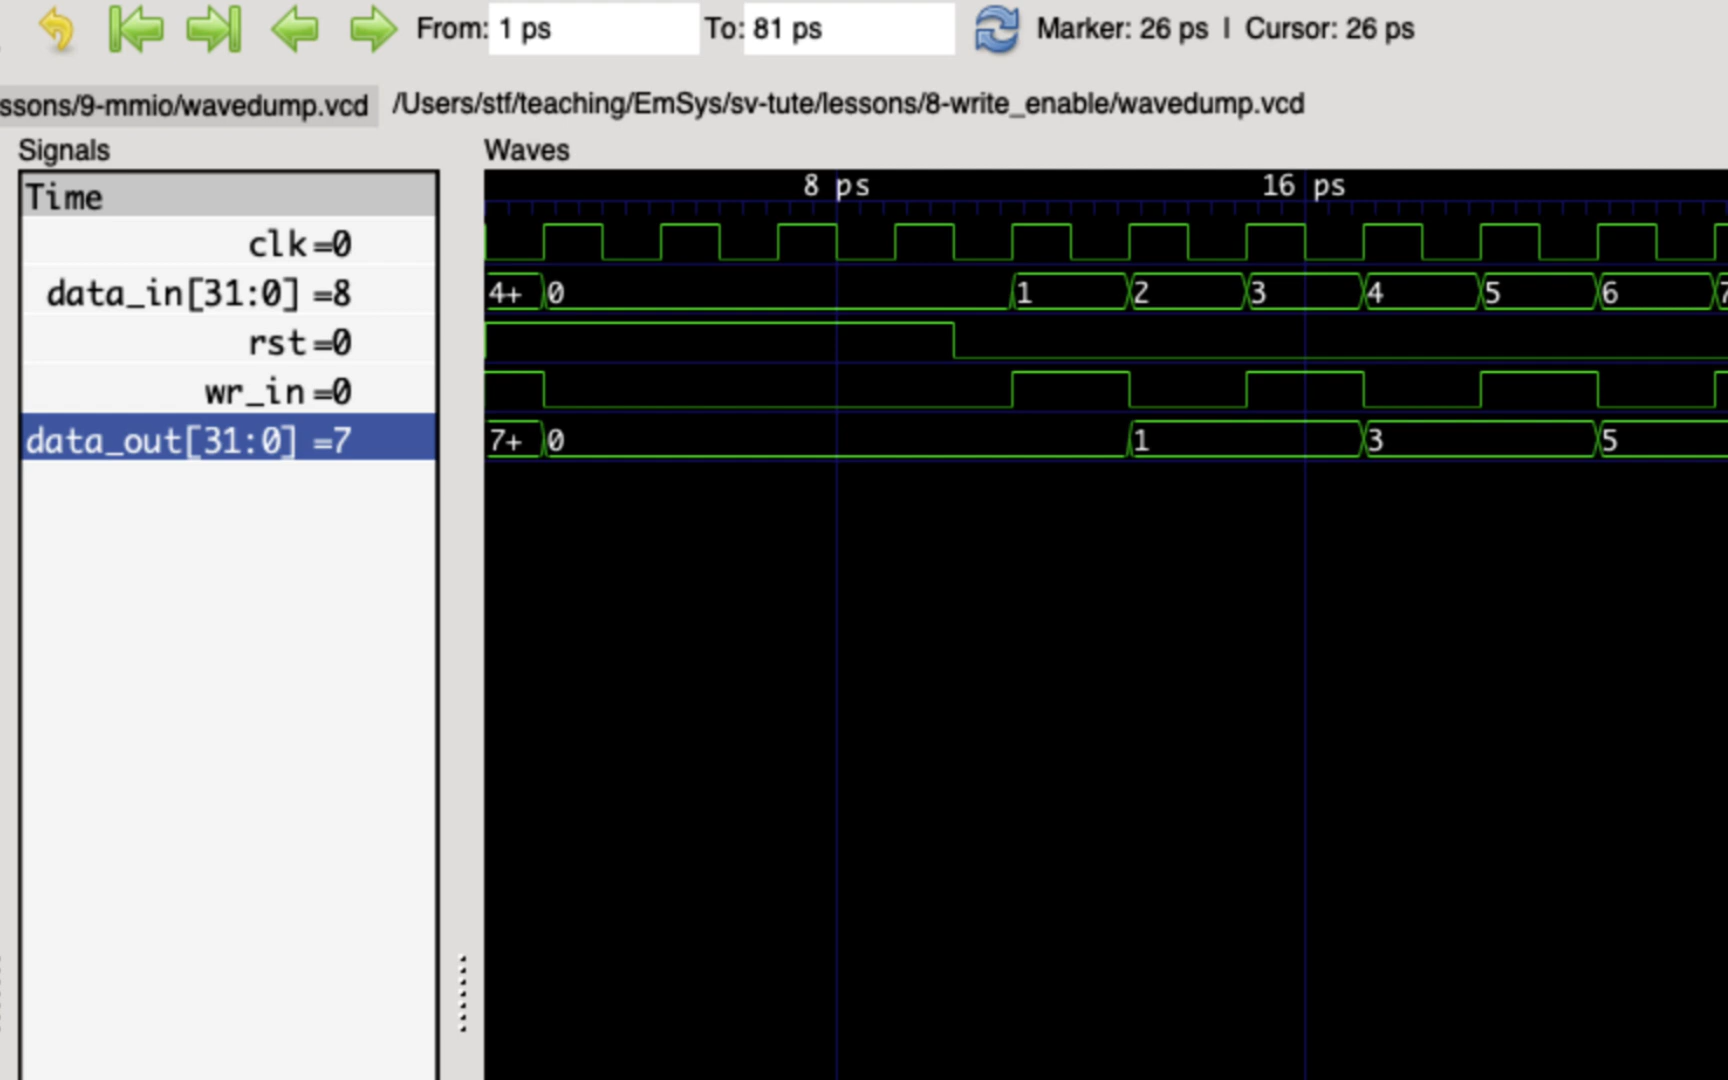 From: 1 ps To: 81 ps Marker: 26 ps | Cursor: 26 ps
ssons/9-mmio/wavedump.vcd /Users/stf/teaching/EmSys/sv-tute/lessons/8-write_enable/wavedump.vcd
Signals Waves
Time 8 ps 16 ps
clk=0
data_in[31:0] =8 4+ 0 1 2 3 4 5 6 7
rst=0
wr_in=0
data_out[31:0] =7 7+ 0 1 3 5